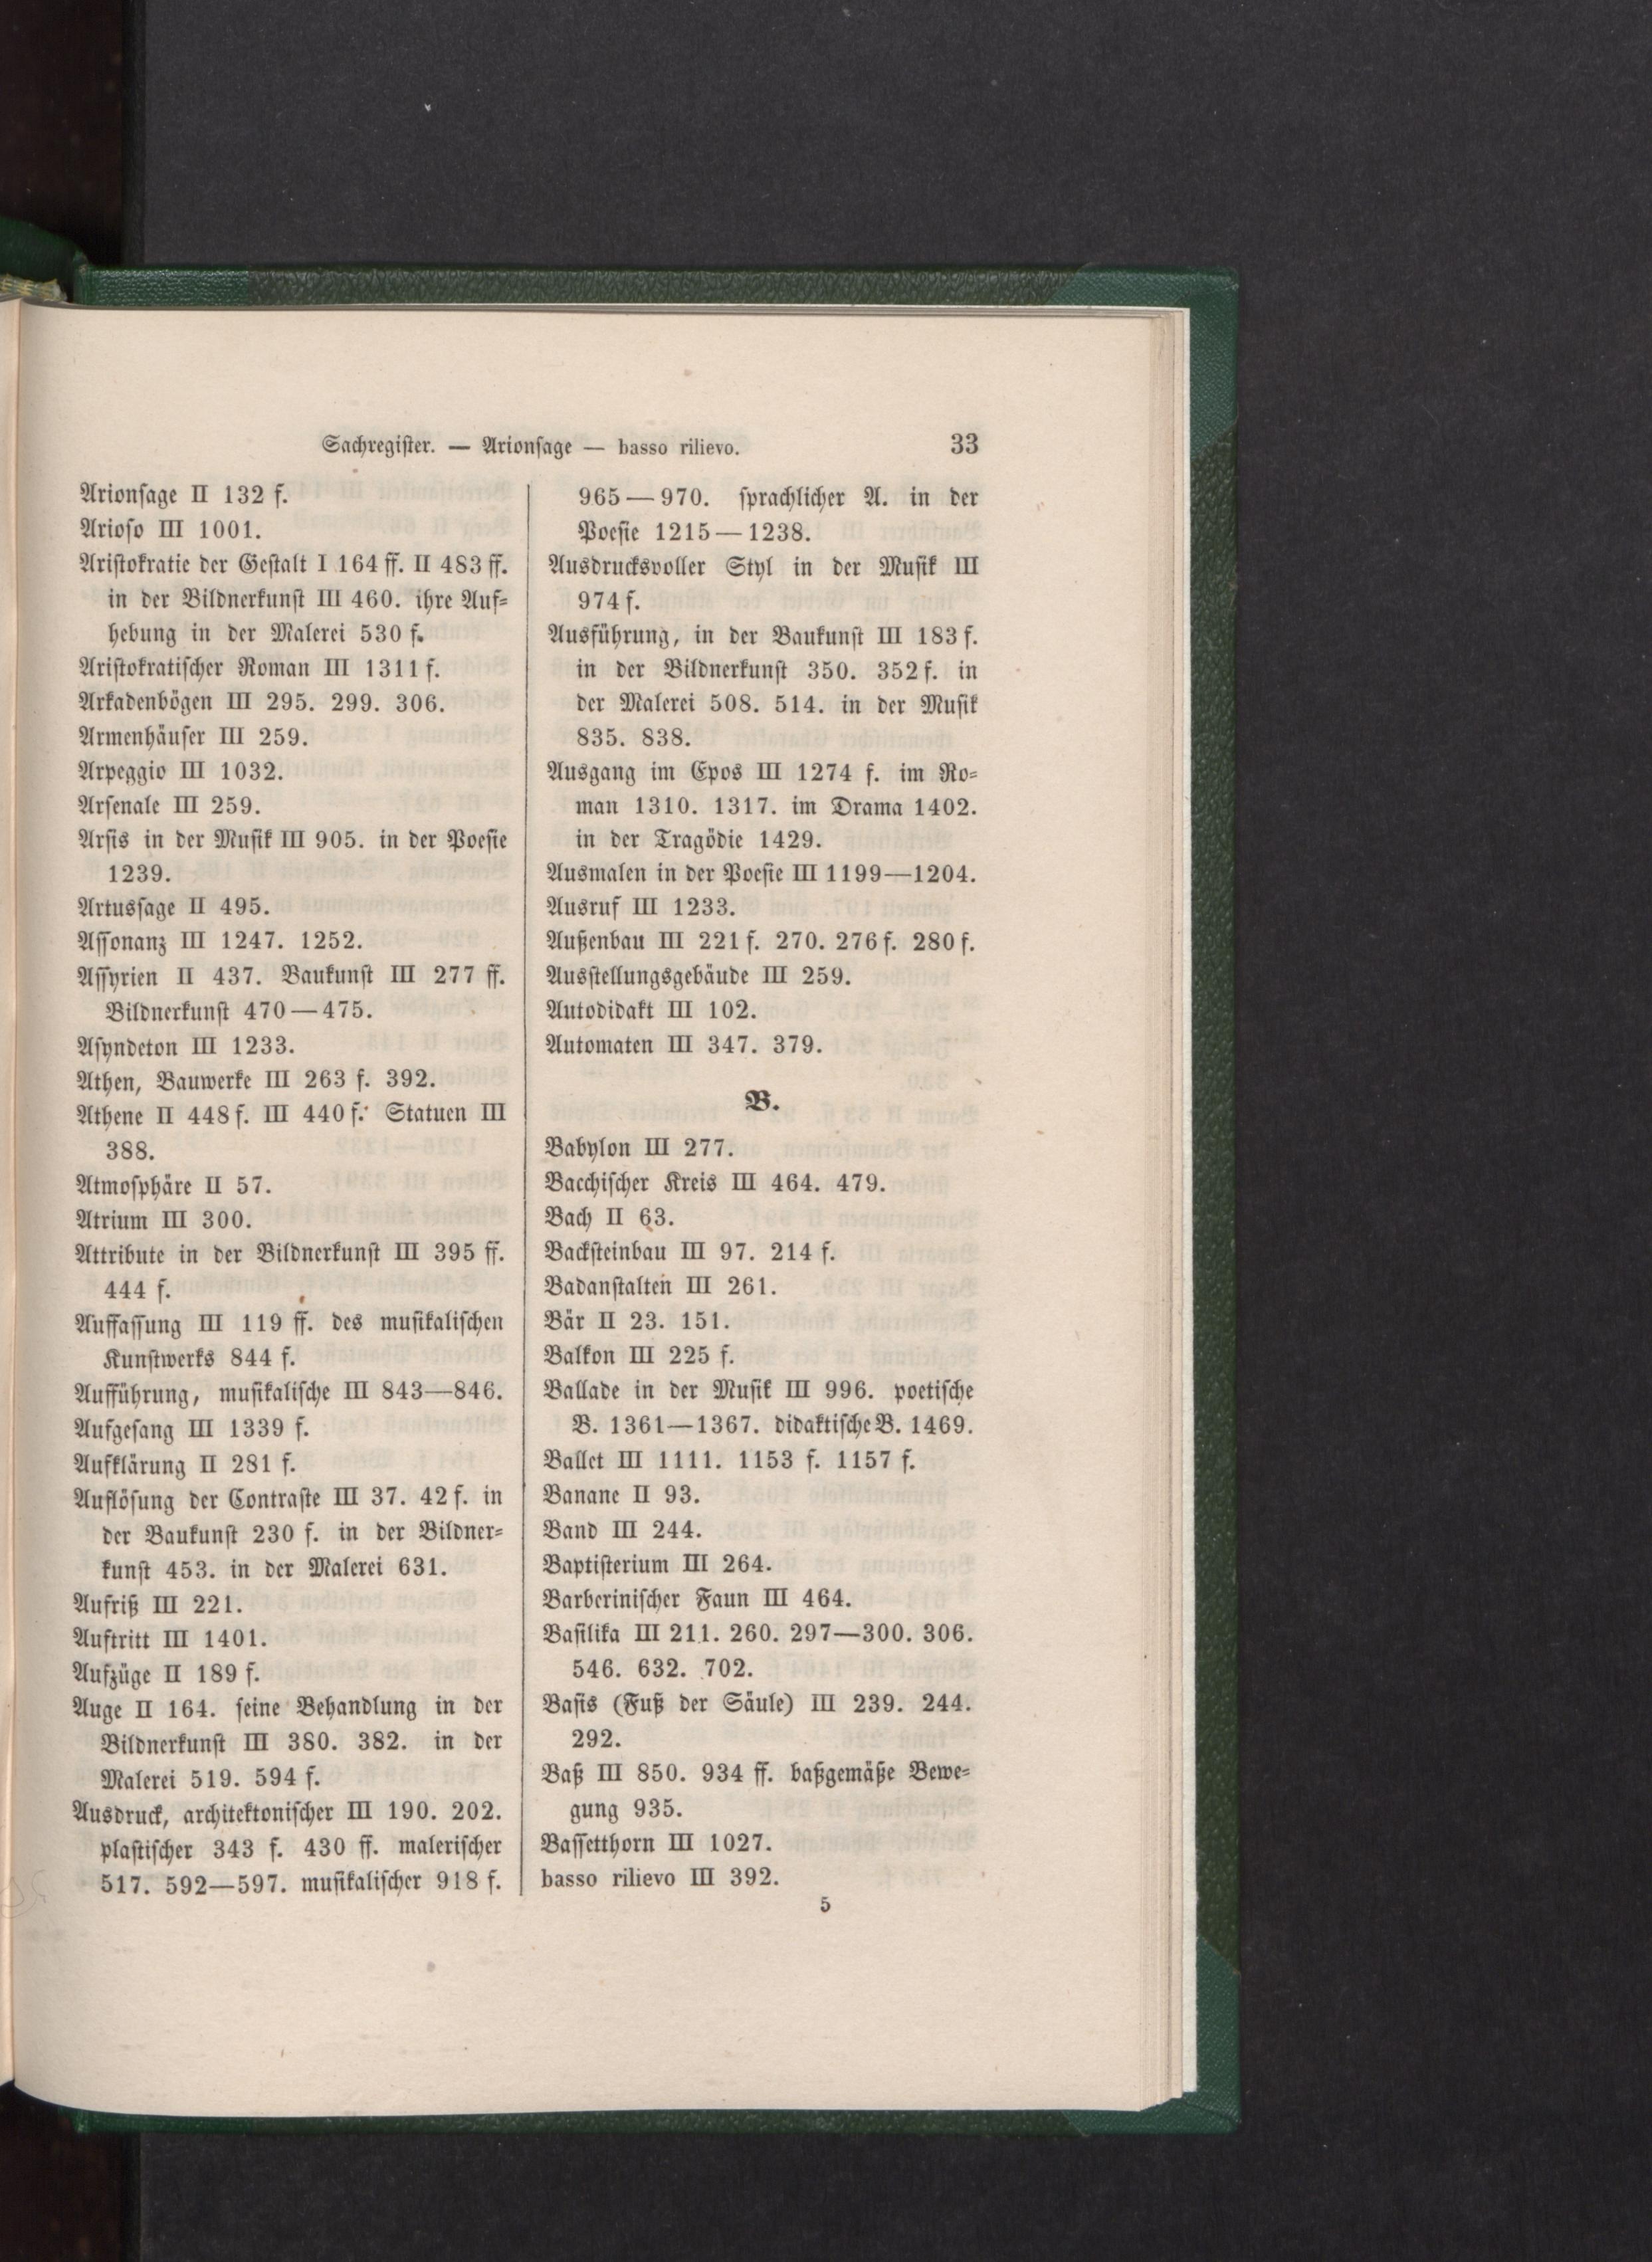 Sachregister. — Arionsage — basso rilievo. 33
Arionsage II 132 f.
Arioso III 1001.
Aristokratie der Gestalt I 164 ff. II 483 ff.
in der Bildnerkunst III 460. ihre Auf-
hebung in der Malerei 530 f.
Aristokratischer Roman III 1311 f.
Arkadenbögen III 295. 299. 306.
Armenhäuser III 259.
Arpeggio III 1032.
Arsenale III 259.
Arsis in der Musik III 905. in der Poesie
1239.
Artussage II 495.
Assonanz III 1247. 1252.
Assyrien II 437. Baukunst III 277 ff.
Bildnerkunst 470—475.
Asyndeton III 1233.
Athen, Bauwerke III 263 f. 392.
Athene II 448 f. III 440 f. Statuen III
388.
Atmosphäre II 57.
Atrium III 300.
Attribute in der Bildnerkunst III 395 ff.
444 f.
Auffassung III 119 ff. des musikalischen
Kunstwerks 844 f.
Aufführung, musikalische III 843—846.
Aufgesang III 1339 f.
Aufklärung II 281 f.
Auflösung der Contraste III 37. 42 f. in
der Baukunst 230 f. in der Bildner-
kunst 453. in der Malerei 631.
Aufriß III 221.
Auftritt III 1401.
Aufzüge II 189 f.
Auge II 164. seine Behandlung in der
Bildnerkunst III 380. 382. in der
Malerei 519. 594 f.
Ausdruck, architektonischer III 190. 202.
plastischer 343 f. 430 ff. malerischer
517. 592—597. musikalischer 918 f.
965—970. sprachlicher A. in der
Poesie 1215—1238.
Ausdrucksvoller Styl in der Musik III
974 f.
Ausführung, in der Baukunst III 183 f.
in der Bildnerkunst 350. 352 f. in
der Malerei 508. 514. in der Musik
835. 838.
Ausgang im Epos III 1274 f. im Ro-
man 1310. 1317. im Drama 1402.
in der Tragödie 1429.
Ausmalen in der Poesie III 1199—1204.
Ausruf III 1233.
Außenbau III 221 f. 270. 276 f. 280 f.
Ausstellungsgebäude III 259.
Autodidakt III 102.
Automaten III 347. 379.
B.
Babylon III 277.
Bacchischer Kreis III 464. 479.
Bach II 63.
Backsteinbau III 97. 214 f.
Badanstalten III 261.
Bär II 23. 151.
Balkon III 225 f.
Ballade in der Musik III 996. poetische
B. 1361—1367. didaktische B. 1469.
Ballet III 1111. 1153 f. 1157 f.
Banane II 93.
Band III 244.
Baptisterium III 264.
Barberinischer Faun III 464.
Basilika III 211. 260. 297—300. 306.
546. 632. 702.
Basis (Fuß der Säule) III 239. 244.
292.
Baß III 850. 934 ff. baßgemäße Bewe-
gung 935.
Bassetthorn III 1027.
basso rilievo III 392.
5